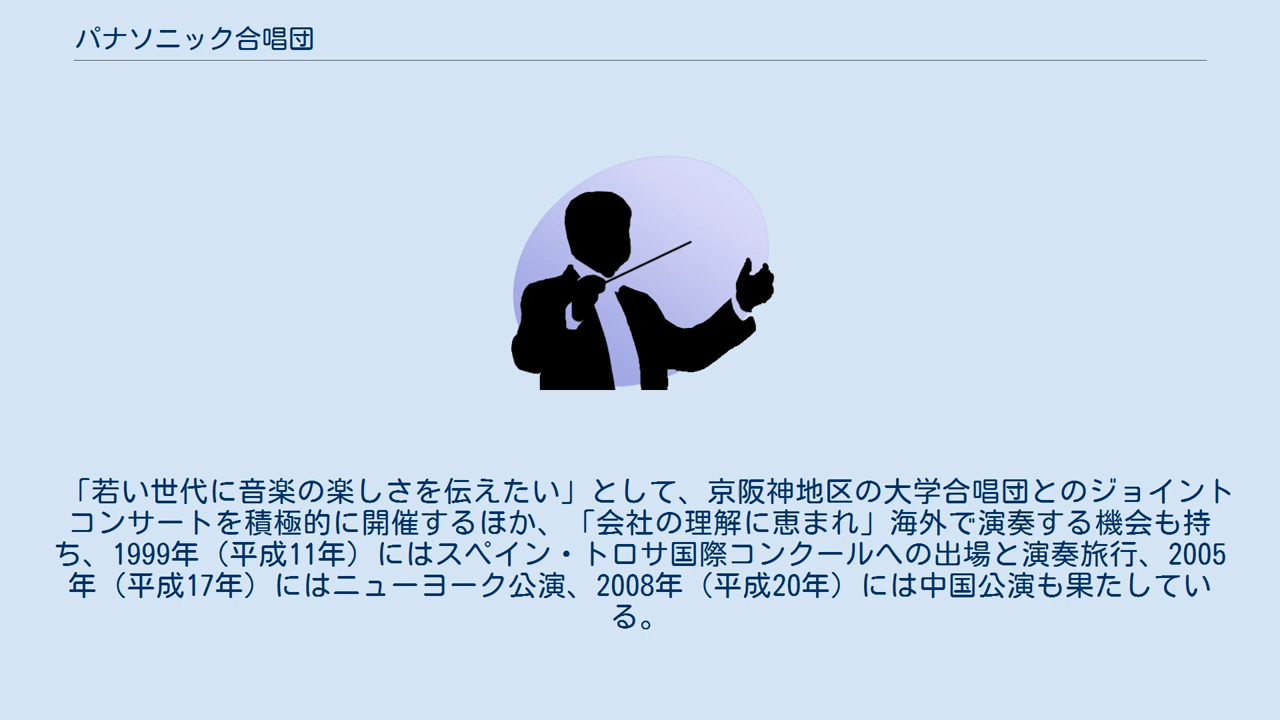 パナソニック合唱団
「若い世代に音楽の楽しさを伝えたい」として、京阪神地区の大学合唱団とのジョイント
コンサートを積極的に開催するほか、「会社の理解に恵まれ」海外で演奏する機会も持
ち、1999年（平成11年）にはスペイン・トロサ国際コンクールへの出場と演奏旅行、2005
年（平成17年）にはニューヨーク公演、2008年（平成20年）には中国公演も果たしてい
る。